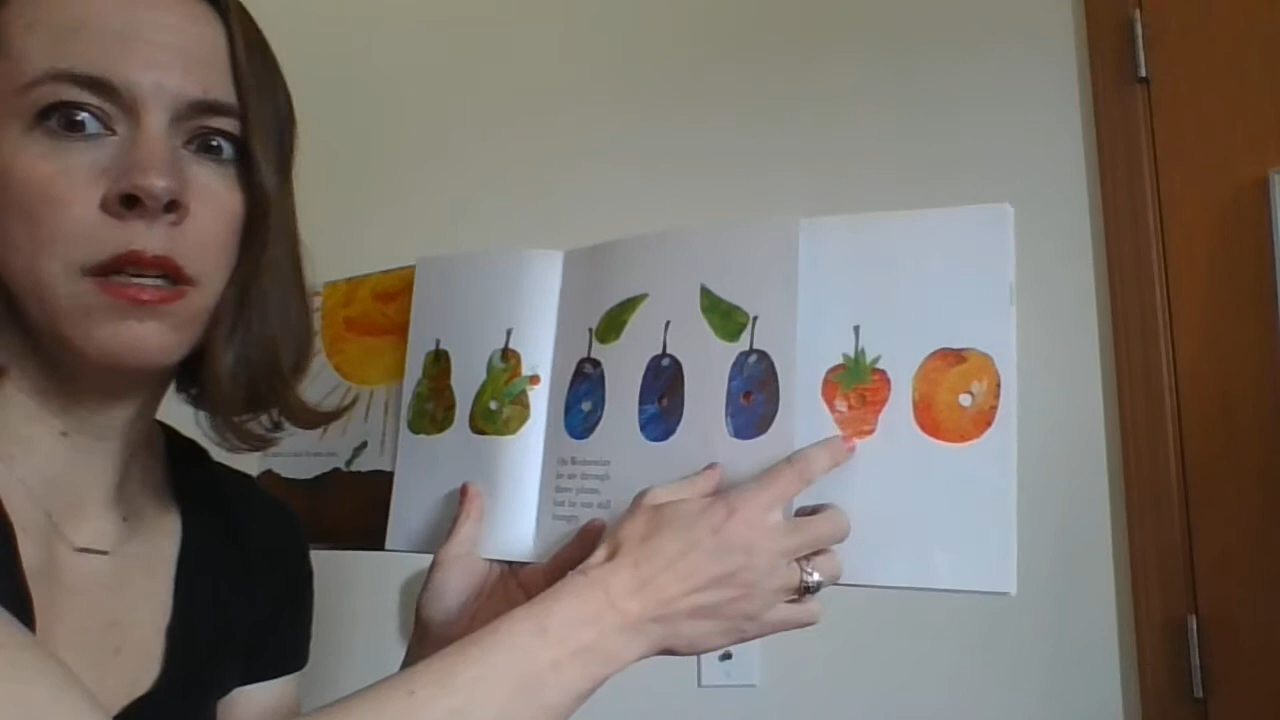 On Wednesday
he ate through
three plums,
but he was still
hungry.